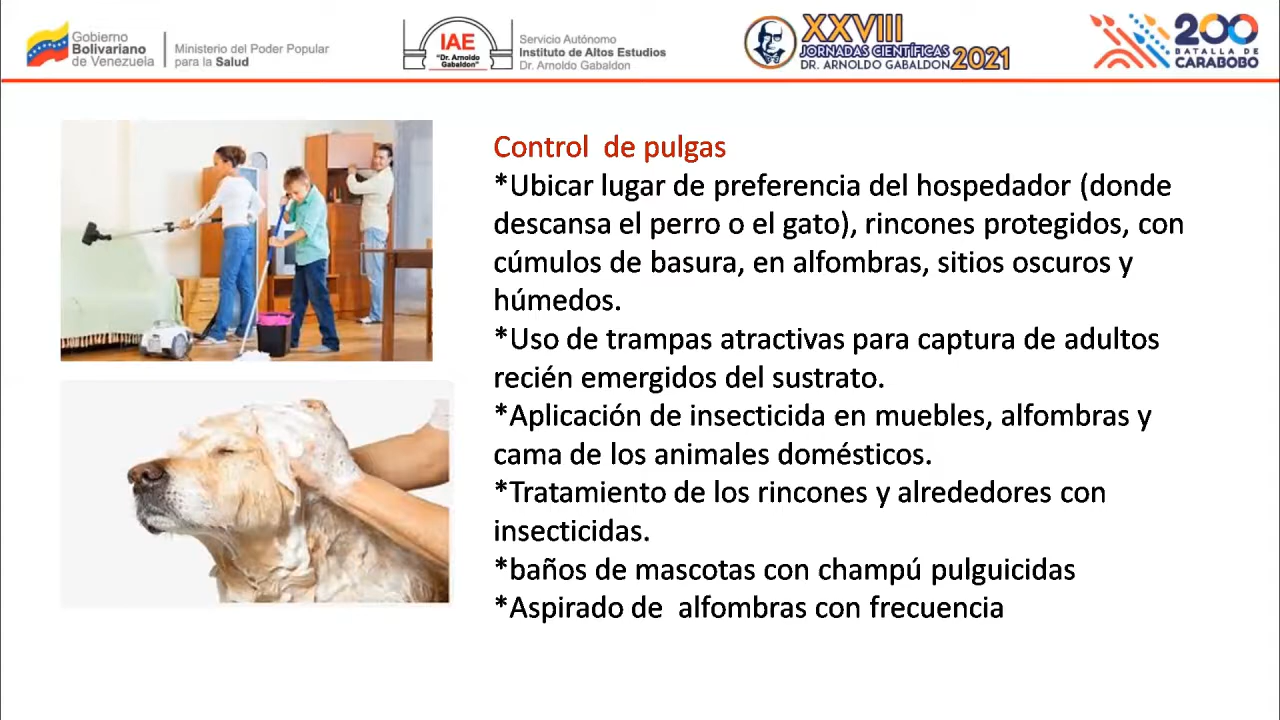 Gobierno
Bolivariano
de Venezuela
Ministerio del Poder Popular
para la Salud
IAE
"Dr. Arnoldo
Gabaldon"
Servicio Autónomo
Instituto de Altos Estudios
Dr. Arnoldo Gabaldon
XXVIII
JORNADAS CIENTÍFICAS
DR. ARNOLDO GABALDON 2021
200
BATALLA DE
CARABOBO
Control  de pulgas
*Ubicar lugar de preferencia del hospedador (donde
descansa el perro o el gato), rincones protegidos, con
cúmulos de basura, en alfombras, sitios oscuros y
húmedos.
*Uso de trampas atractivas para captura de adultos
recién emergidos del sustrato.
*Aplicación de insecticida en muebles, alfombras y
cama de los animales domésticos.
*Tratamiento de los rincones y alrededores con
insecticidas.
*baños de mascotas con champú pulguicidas
*Aspirado de  alfombras con frecuencia